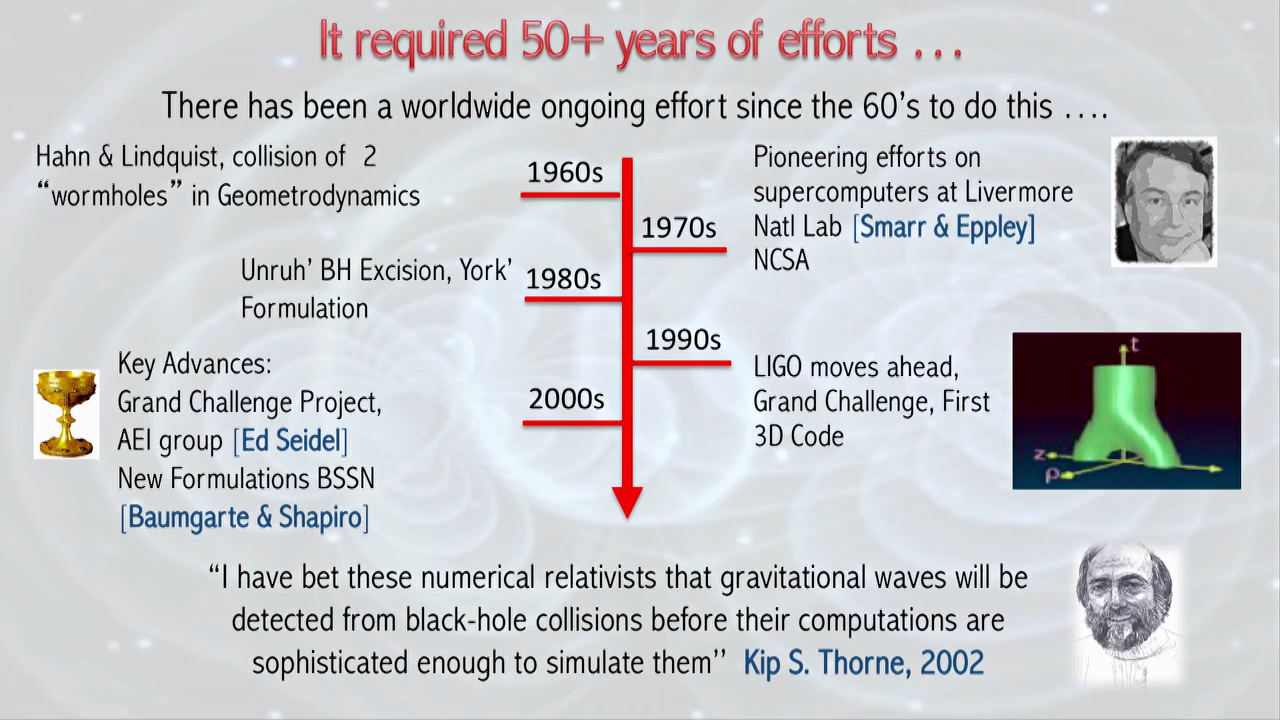 It required 50+ years of efforts …
There has been a worldwide ongoing effort since the 60's to do this ….
Hahn & Lindquist, collision of 2
“wormholes” in Geometrodynamics
1960s
Pioneering efforts on
supercomputers at Livermore
Natl Lab [Smarr & Eppley]
NCSA
1970s
Unruh’ BH Excision, York’
Formulation
1980s
1990s
LIGO moves ahead,
Grand Challenge, First
3D Code
t
z
ρ
Key Advances:
Grand Challenge Project,
AEI group [Ed Seidel]
New Formulations BSSN
[Baumgarte & Shapiro]
2000s
“I have bet these numerical relativists that gravitational waves will be
detected from black-hole collisions before their computations are
sophisticated enough to simulate them’’ Kip S. Thorne, 2002